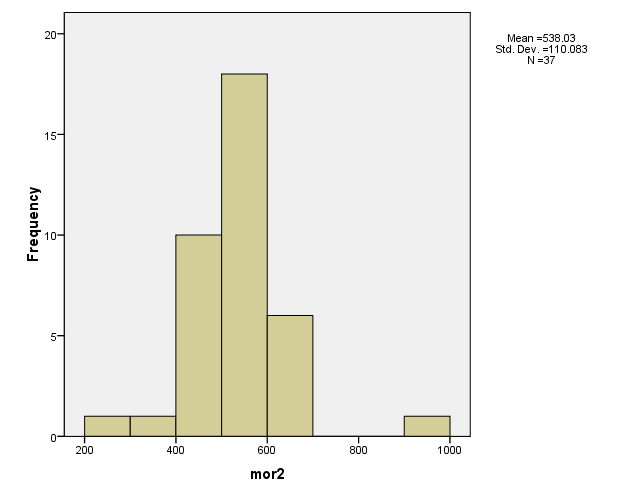 20
15
10
5
0
Frequency
200 400 600 800 1000
mor2
Mean =538.03
Std. Dev. =110.083
N =37